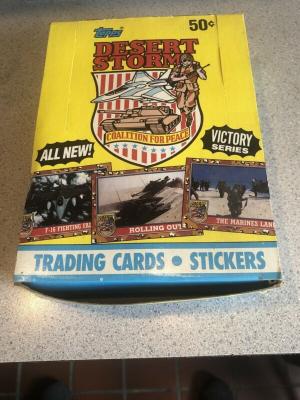 Topps
50¢
DESERT
STORM
COALITION FOR PEACE
ALL NEW!
VICTORY
SERIES
F-16 FIGHTING
ROLLING OUT
THE MARINES LAN
TRADING CARDS • STICKERS